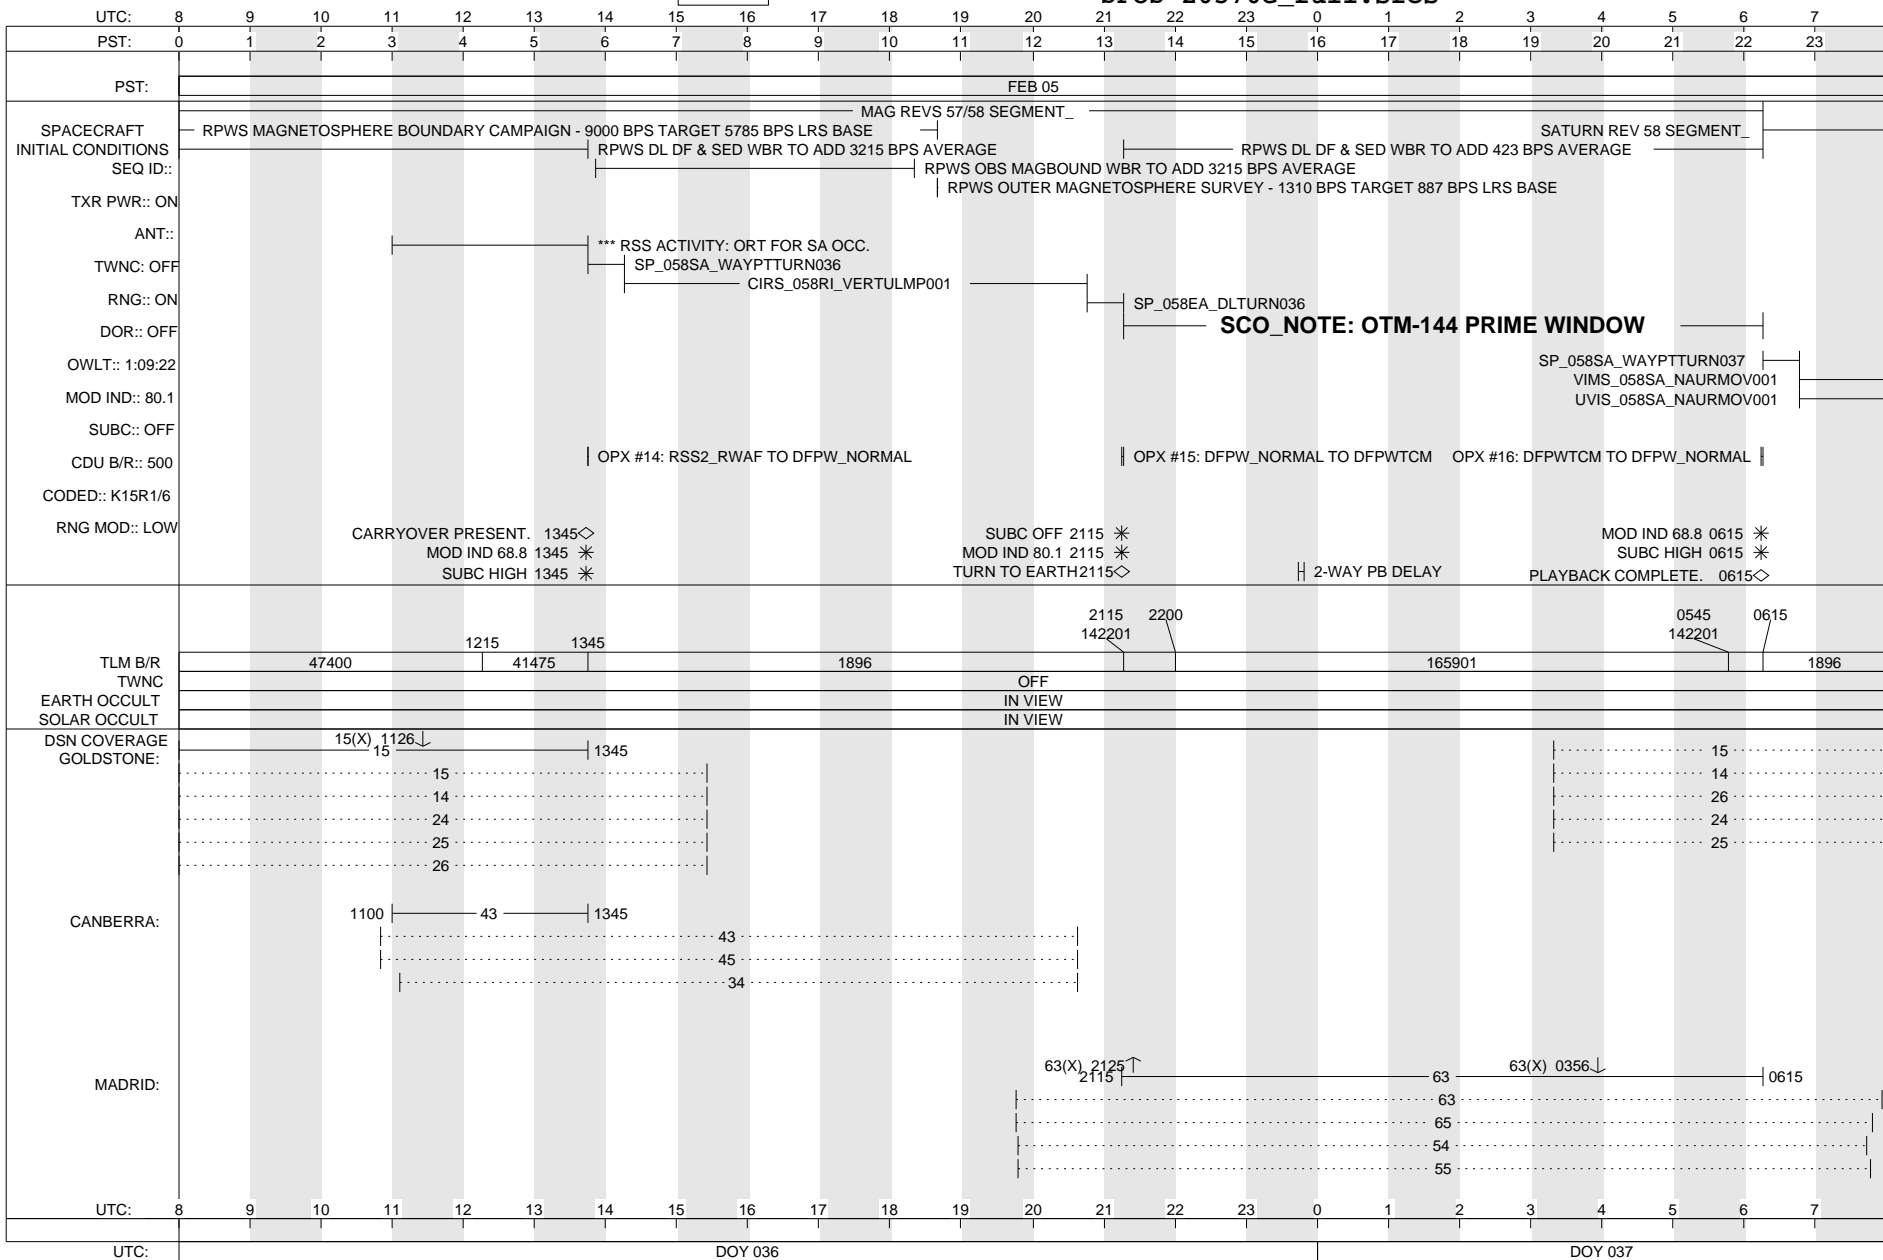 UTC: 8 9 10 11 12 13 14 15 16 17 18 19 20 21 22 23 0 1 2 3 4 5 6 7
PST: 0 1 2 3 4 5 6 7 8 9 10 11 12 13 14 15 16 17 18 19 20 21 22 23
PST: FEB 05
MAG REVS 57/58 SEGMENT_
SPACECRAFT RPWS MAGNETOSPHERE BOUNDARY CAMPAIGN - 9000 BPS TARGET 5785 BPS LRS BASE SATURN REV 58 SEGMENT_
INITIAL CONDITIONS RPWS DL DF & SED WBR TO ADD 3215 BPS AVERAGE RPWS DL DF & SED WBR TO ADD 423 BPS AVERAGE
SEQ ID:: RPWS OBS MAGBOUND WBR TO ADD 3215 BPS AVERAGE
RPWS OUTER MAGNETOSPHERE SURVEY - 1310 BPS TARGET 887 BPS LRS BASE
TXR PWR:: ON
ANT::
*** RSS ACTIVITY: ORT FOR SA OCC.
TWNC: OFF SP_058SA_WAYPTTURN036
CIRS_058RI_VERTULMP001
RNG:: ON SP_058EA_DLTURN036
DOR:: OFF SCO_NOTE: OTM-144 PRIME WINDOW
OWLT:: 1:09:22 SP_058SA_WAYPTTURN037
VIMS_058SA_NAURMOV001
MOD IND:: 80.1 UVIS_058SA_NAURMOV001
SUBC:: OFF
CDU B/R:: 500 OPX #14: RSS2_RWAF TO DFPW_NORMAL OPX #15: DFPW_NORMAL TO DFPWTCM OPX #16: DFPWTCM TO DFPW_NORMAL
CODED:: K15R1/6
RNG MOD:: LOW CARRYOVER PRESENT. 1345 SUBC OFF 2115 MOD IND 68.8 0615
MOD IND 68.8 1345 MOD IND 80.1 2115 SUBC HIGH 0615
SUBC HIGH 1345 TURN TO EARTH2115 2-WAY PB DELAY PLAYBACK COMPLETE. 0615
2115 2200 0545 0615
1215 1345 142201 142201
TLM B/R 47400 41475 1896 165901 1896
TWNC OFF
EARTH OCCULT IN VIEW
SOLAR OCCULT IN VIEW
DSN COVERAGE 15(X) 1126
GOLDSTONE: 15 1345 15
15 14
14 26
24 24
25 25
26
CANBERRA: 1100 43 1345
43
45
34
63(X) 2125 63(X) 0356
MADRID: 2115 63 0615
63
65
54
55
UTC: 8 9 10 11 12 13 14 15 16 17 18 19 20 21 22 23 0 1 2 3 4 5 6 7
UTC: DOY 036 DOY 037